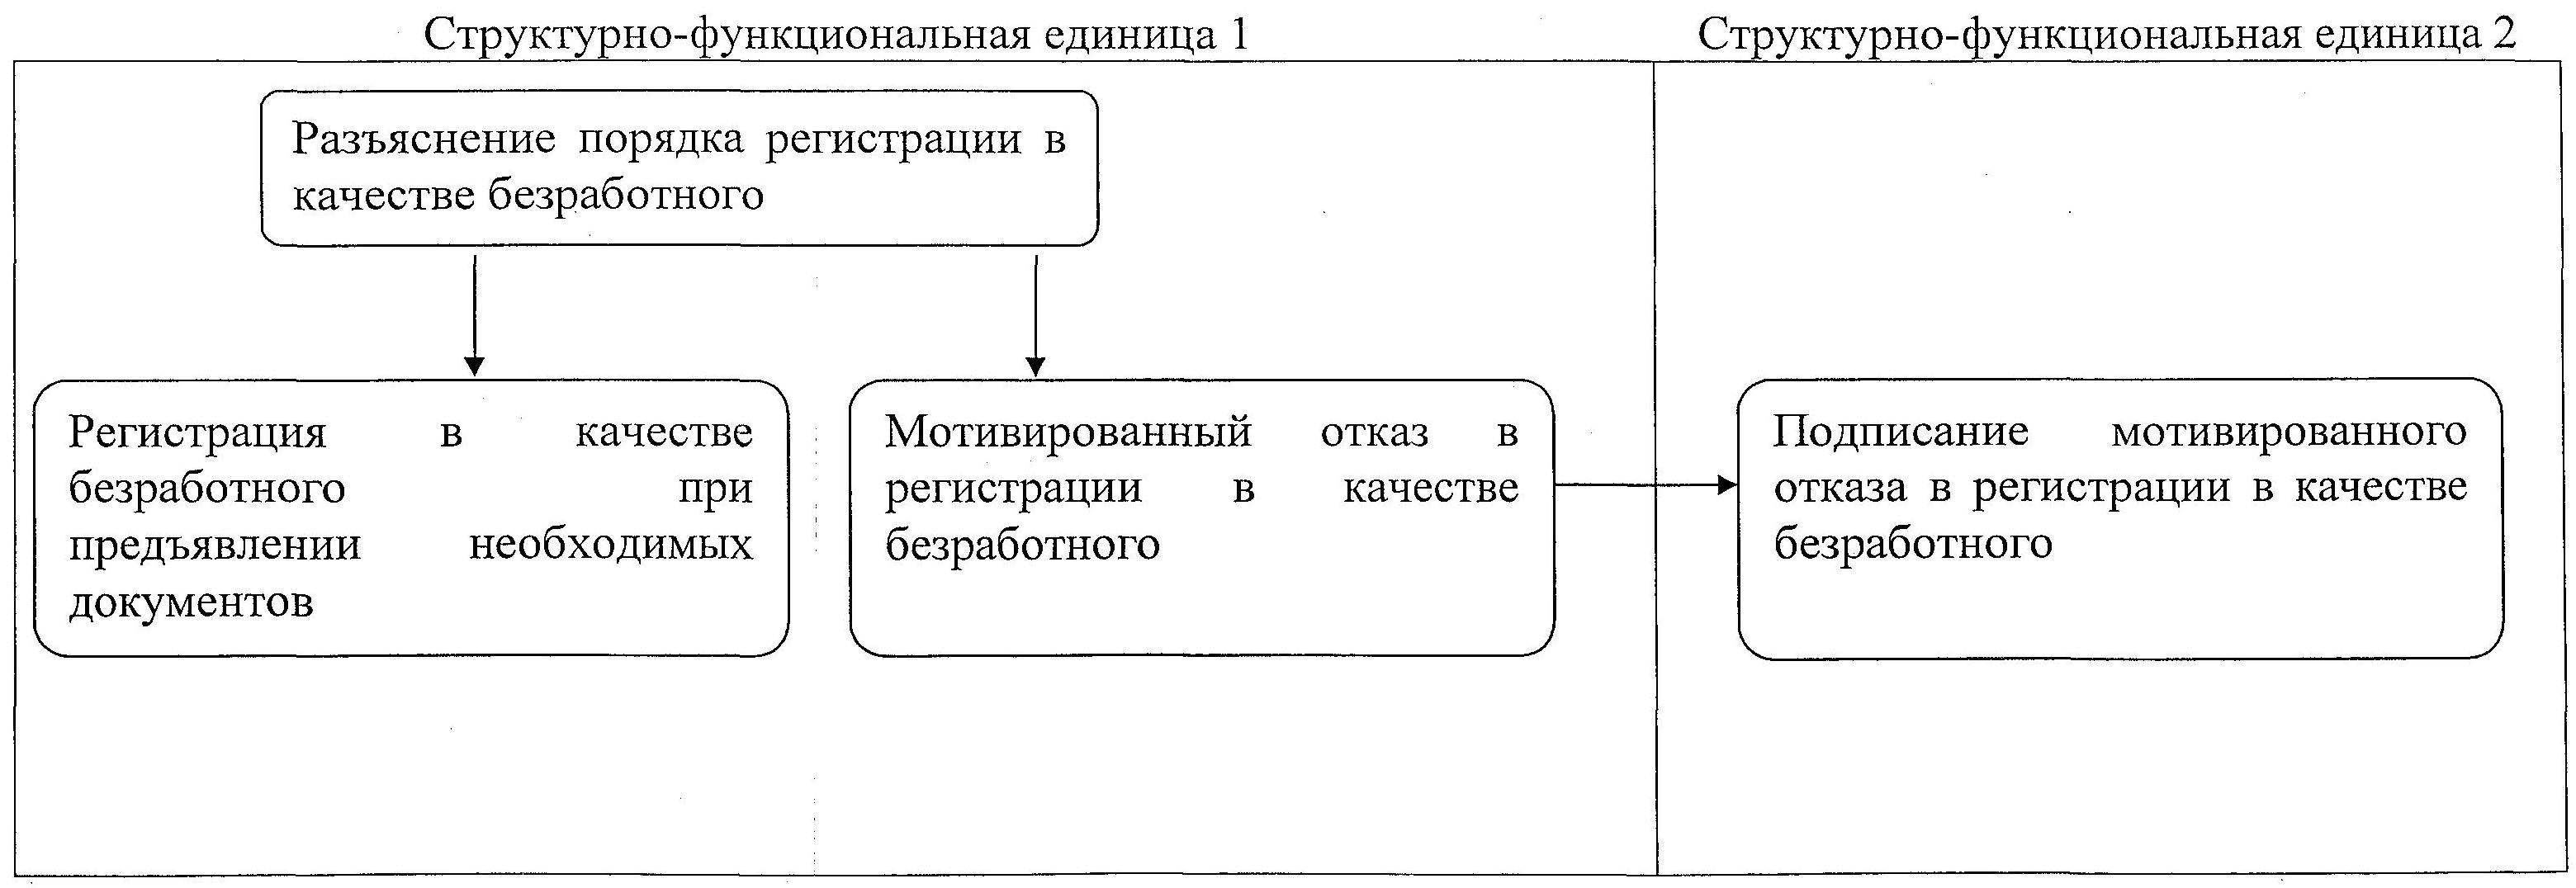 Структурно-функциональная единица 1
Структурно-функциональная единица 2
Разъяснение порядка регистрации в
качестве безработного
Регистрация в качестве
безработного при
предъявлении необходимых
документов
Мотивированный отказ в
регистрации в качестве
безработного
Подписание мотивированного
отказа в регистрации в качестве
безработного